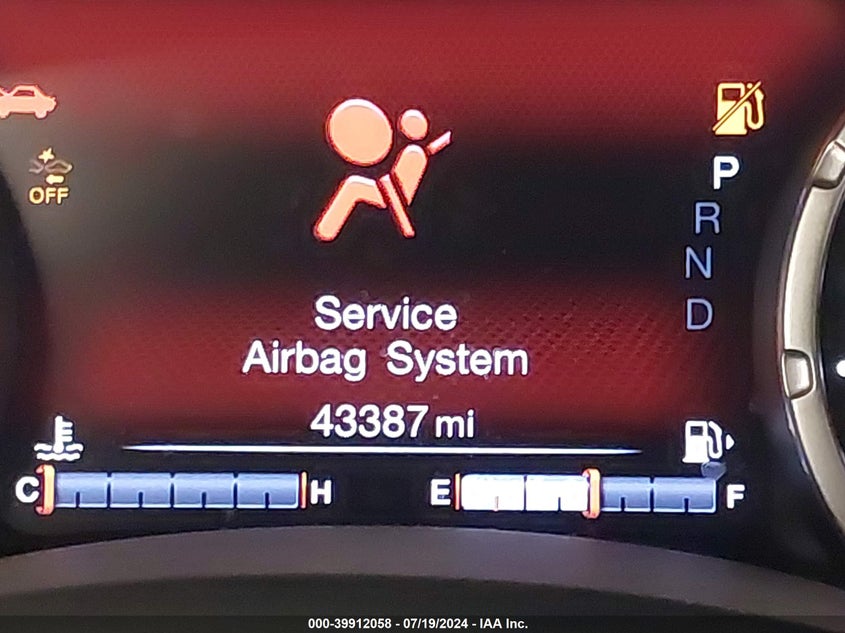 OFF
P
R
N
D
Service
Airbag System
43387 mi
C H E F
000-39912058 - 07/19/2024 - IAA Inc.